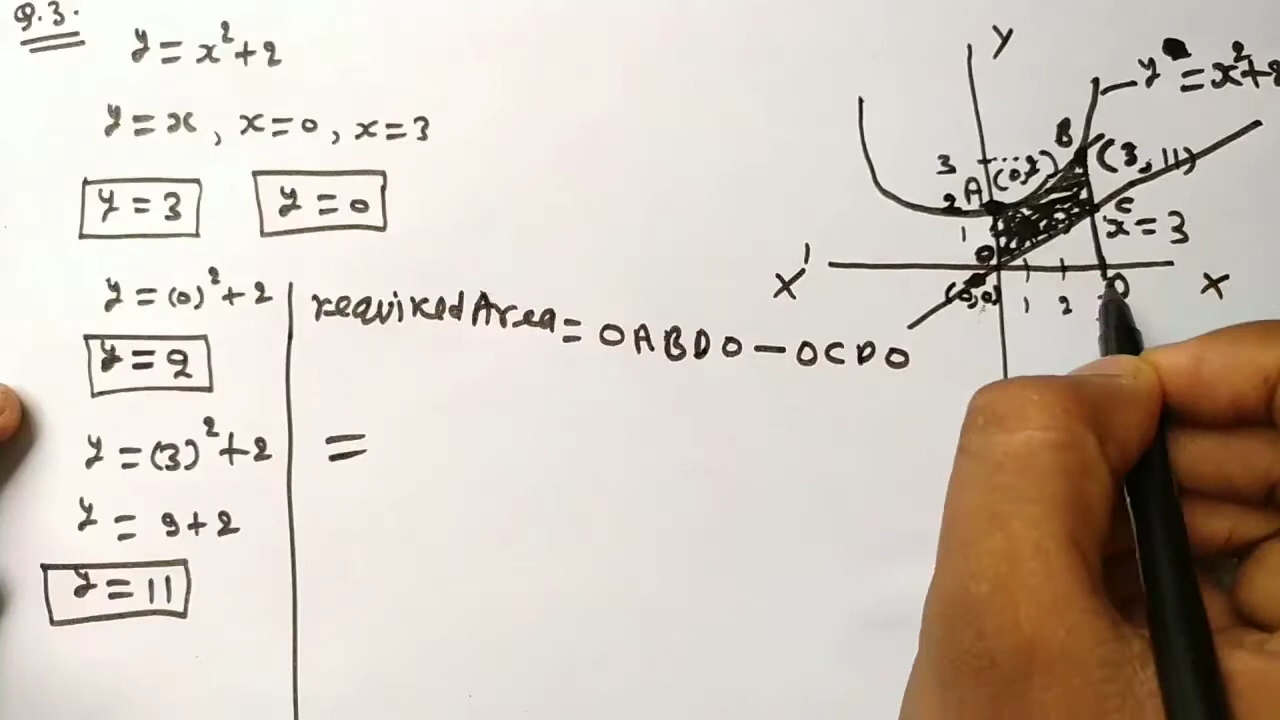 Q.3.
y = x² + 2
y = x , x = 0 , x = 3
y = 3
y = 0
y = (0)² + 2
y = 2
y = (3)² + 2
y = 9 + 2
y = 11
required Area = OABDO — OCDO
=
Y
y = x² + 2
B
3
(0,2)
(3, 11)
A
2
C
1
x = 3
O
X'
(0,0)
1
2
D
X